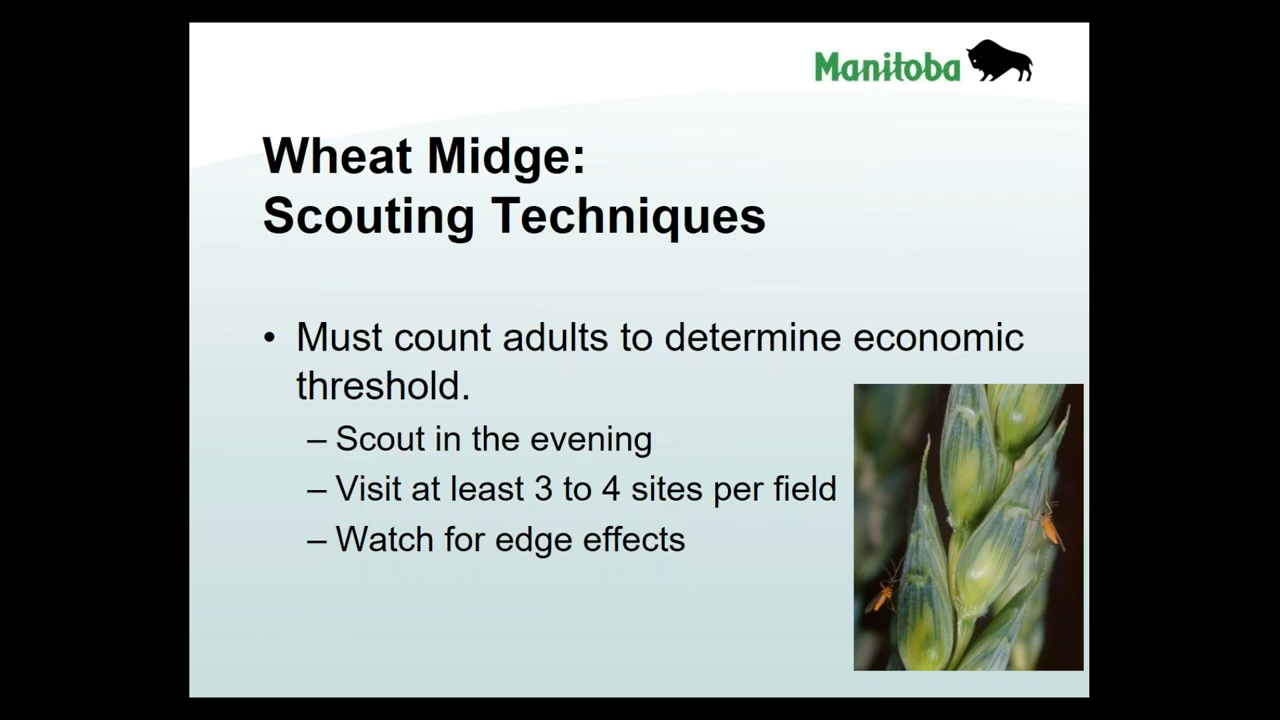 Manitoba
Wheat Midge:
Scouting Techniques
• Must count adults to determine economic
threshold.
– Scout in the evening
– Visit at least 3 to 4 sites per field
– Watch for edge effects